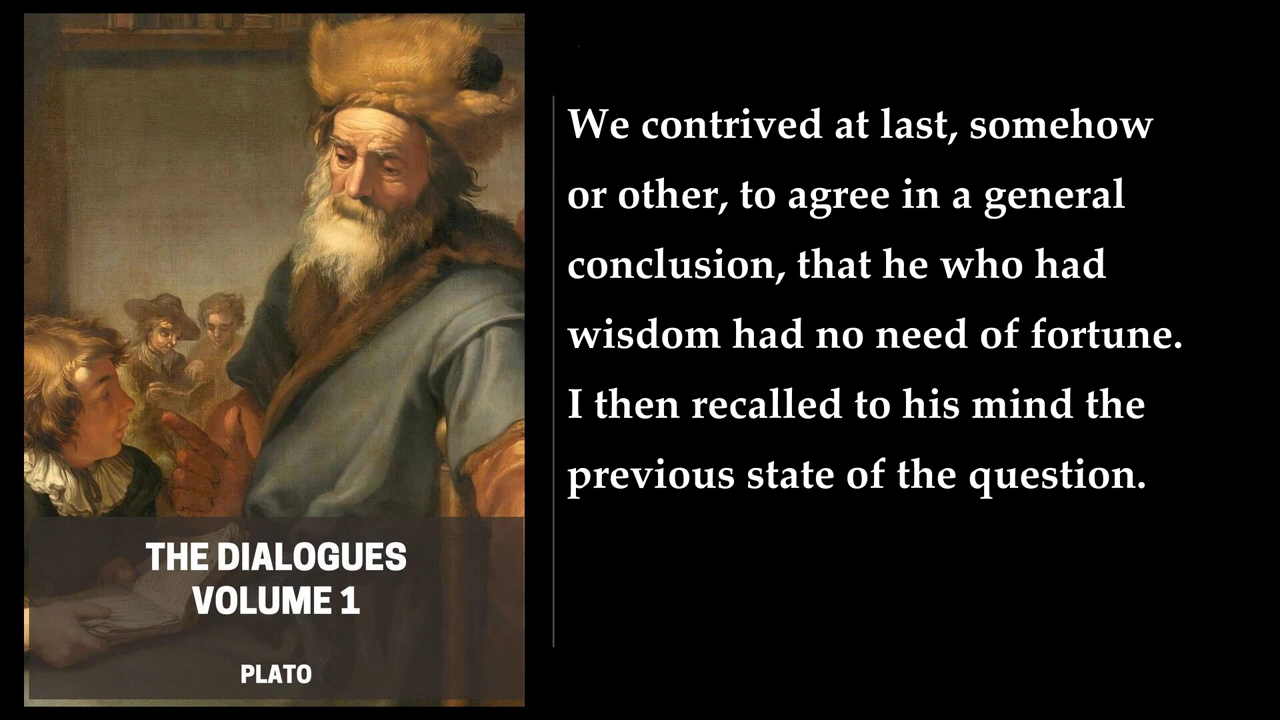 THE DIALOGUES
VOLUME 1
PLATO
We contrived at last, somehow
or other, to agree in a general
conclusion, that he who had
wisdom had no need of fortune.
I then recalled to his mind the
previous state of the question.